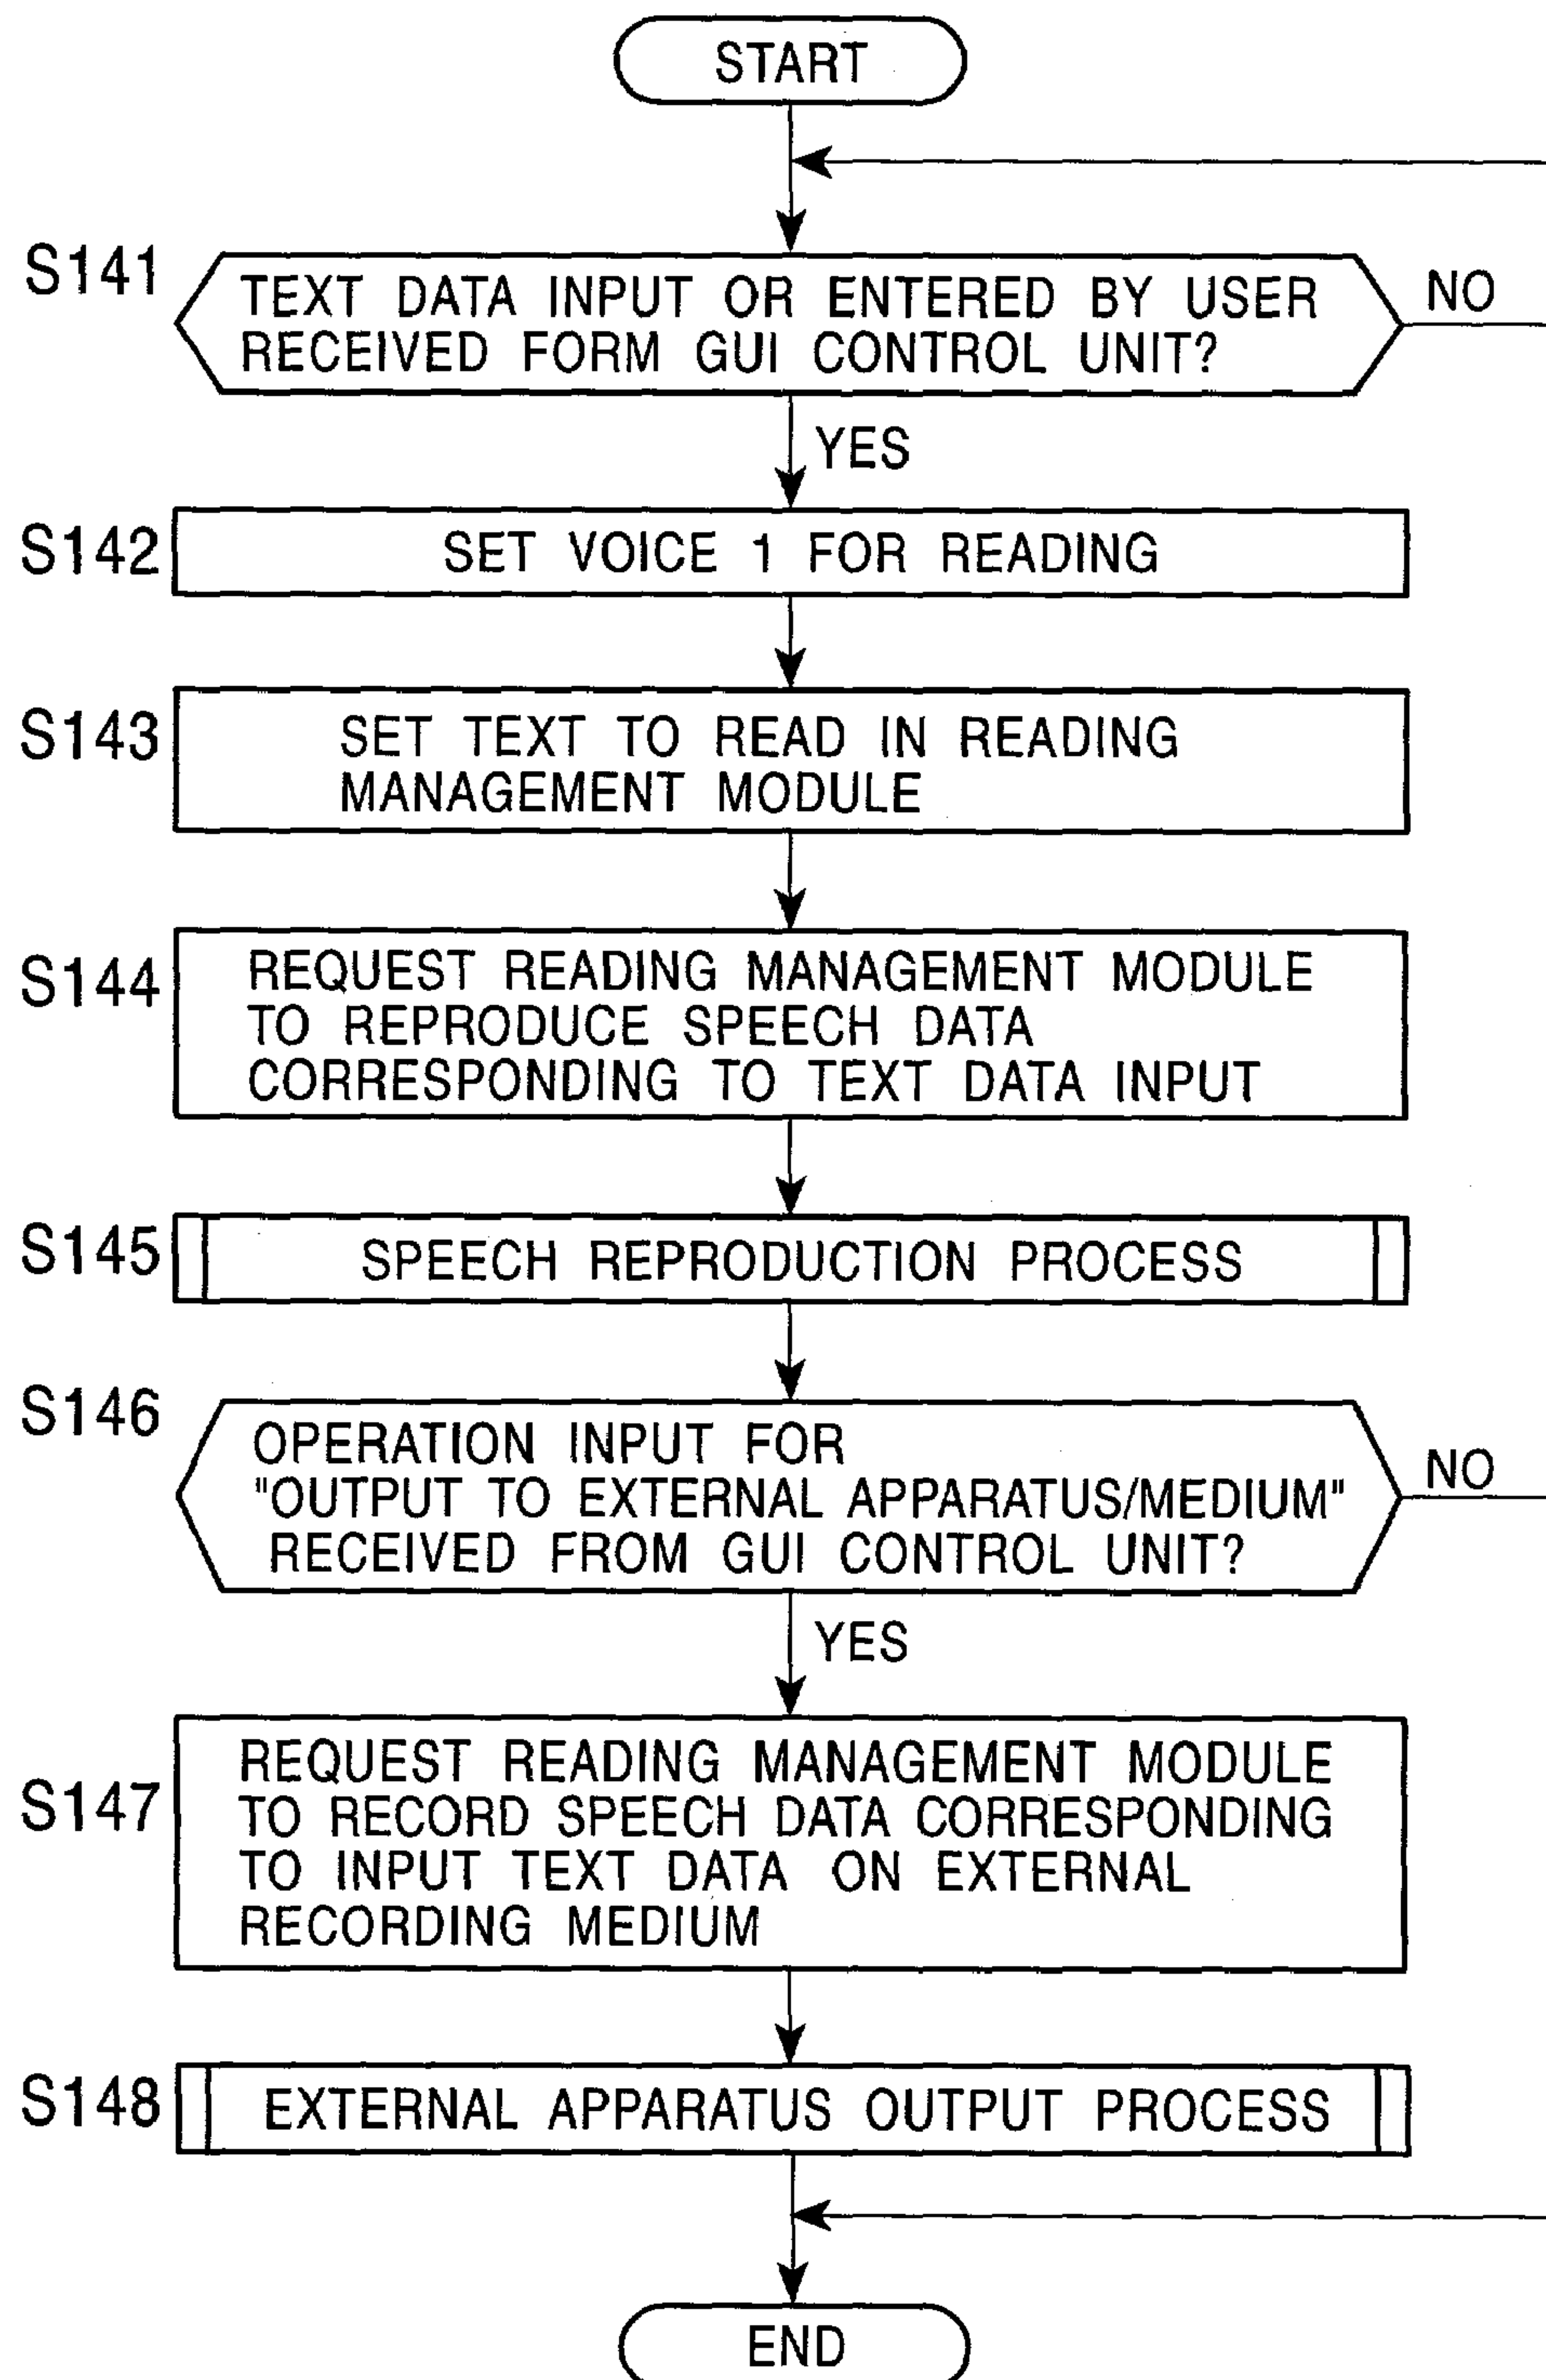 START
S141
TEXT DATA INPUT OR ENTERED BY USER
RECEIVED FORM GUI CONTROL UNIT?
NO
YES
S142
SET VOICE 1 FOR READING
S143
SET TEXT TO READ IN READING
MANAGEMENT MODULE
S144
REQUEST READING MANAGEMENT MODULE
TO REPRODUCE SPEECH DATA
CORRESPONDING TO TEXT DATA INPUT
S145
SPEECH REPRODUCTION PROCESS
S146
OPERATION INPUT FOR
"OUTPUT TO EXTERNAL APPARATUS/MEDIUM"
RECEIVED FROM GUI CONTROL UNIT?
NO
YES
S147
REQUEST READING MANAGEMENT MODULE
TO RECORD SPEECH DATA CORRESPONDING
TO INPUT TEXT DATA ON EXTERNAL
RECORDING MEDIUM
S148
EXTERNAL APPARATUS OUTPUT PROCESS
END